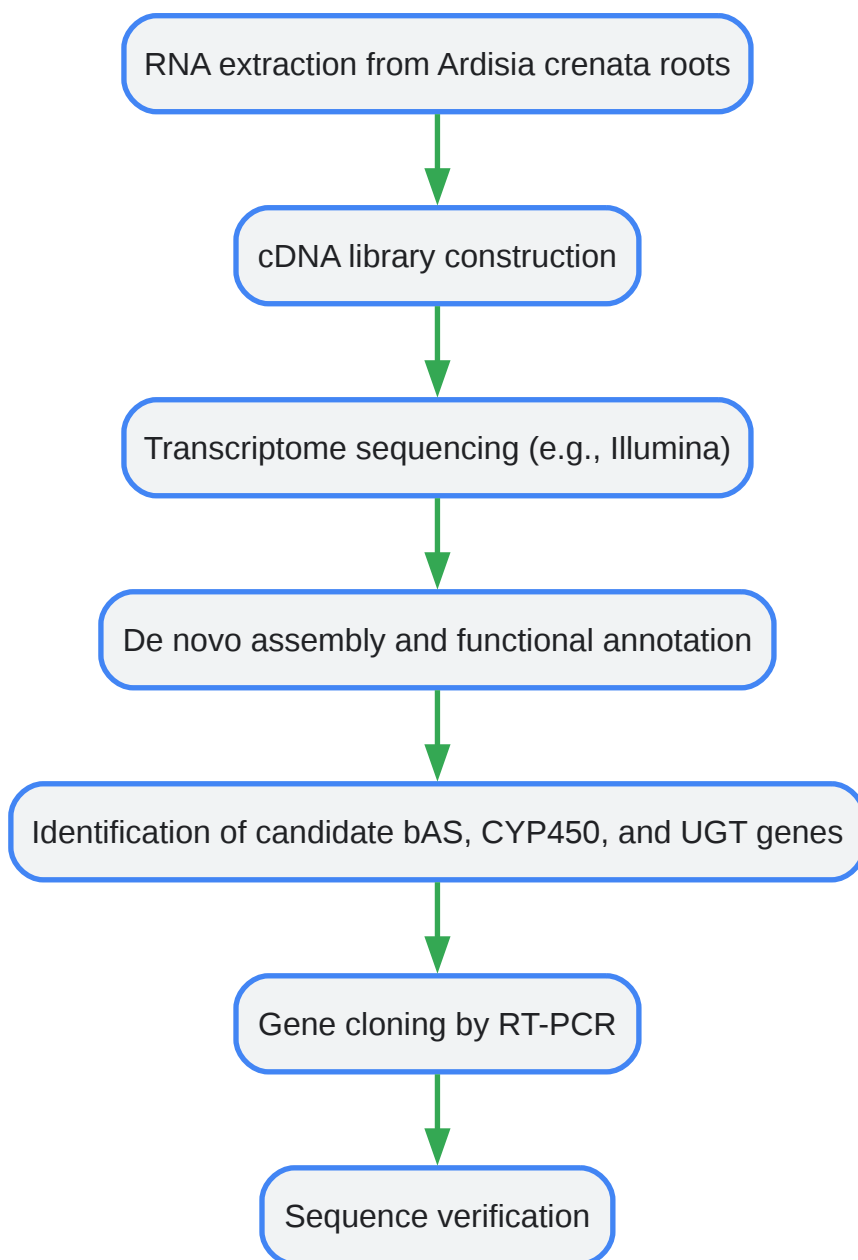 RNA extraction from Ardisia crenata roots
cDNA library construction
Transcriptome sequencing (e.g., Illumina)
De novo assembly and functional annotation
Identification of candidate bAS, CYP450, and UGT genes
Gene cloning by RT-PCR
Sequence verification